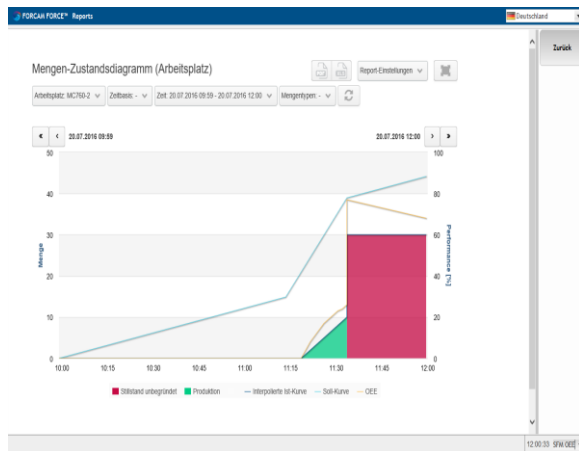 FORCAM FORCE™ Reports
Deutschland
Zurück
Mengen-Zustandsdiagramm (Arbeitsplatz)
Report-Einstellungen
Arbeitsplatz: MC760-2
Zeitbasis: -
Zeit: 20.07.2016 09:59 - 20.07.2016 12:00
Mengentypen: -
« ‹ 20.07.2016 09:59
20.07.2016 12:00 › »
50 100
40 80
30 60
20 40
10 20
0 0
Menge
Performance [%]
10:00 10:15 10:30 10:45 11:00 11:15 11:30 11:45 12:00
Stillstand unbegründet Produktion Interpolierte Ist-Kurve Soll-Kurve OEE
12:00:33 SFM OEE